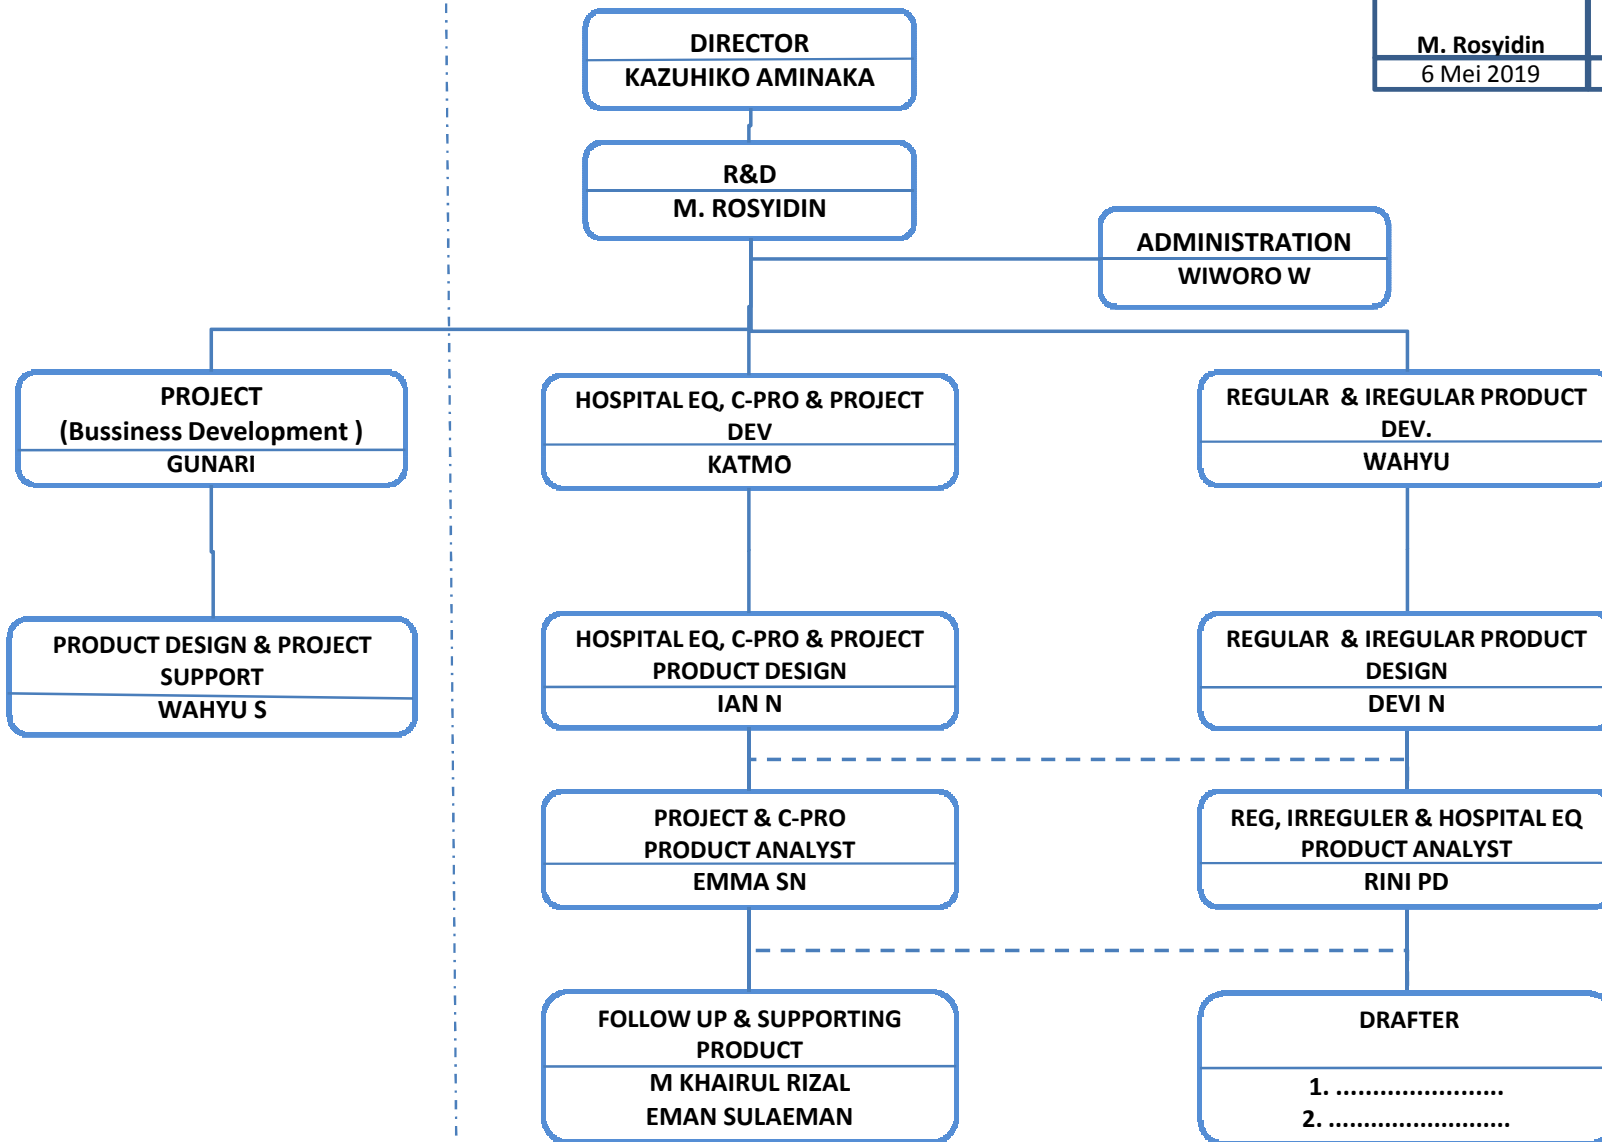 DIRECTOR
KAZUHIKO AMINAKA
M. Rosyidin
6 Mei 2019
R&D
M. ROSYIDIN
ADMINISTRATION
WIWORO W
PROJECT
(Bussiness Development )
GUNARI
HOSPITAL EQ, C-PRO & PROJECT
DEV
KATMO
REGULAR & IREGULAR PRODUCT
DEV.
WAHYU
PRODUCT DESIGN & PROJECT
SUPPORT
WAHYU S
HOSPITAL EQ, C-PRO & PROJECT
PRODUCT DESIGN
IAN N
REGULAR & IREGULAR PRODUCT
DESIGN
DEVI N
PROJECT & C-PRO
PRODUCT ANALYST
EMMA SN
REG, IRREGULER & HOSPITAL EQ
PRODUCT ANALYST
RINI PD
FOLLOW UP & SUPPORTING
PRODUCT
M KHAIRUL RIZAL
EMAN SULAEMAN
DRAFTER
1. .......................
2. .........................